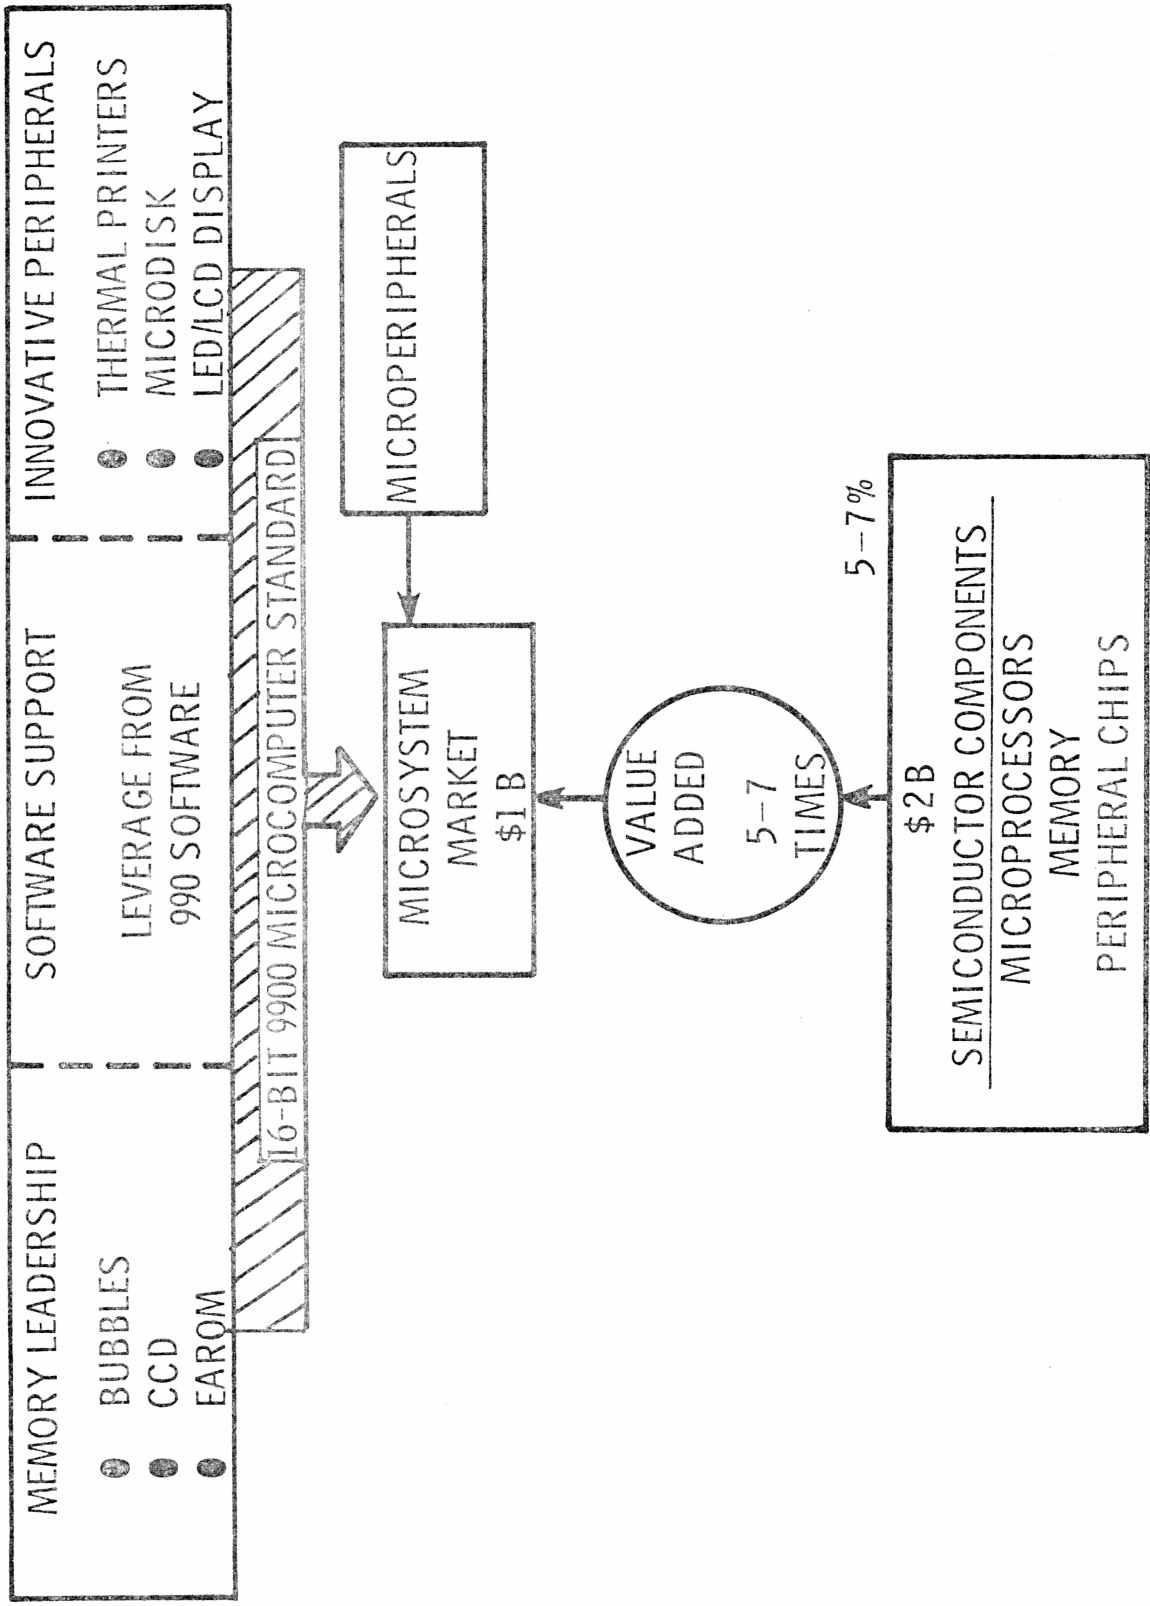 MEMORY LEADERSHIP
BUBBLES
CCD
EAROM
SOFTWARE SUPPORT
LEVERAGE FROM
990 SOFTWARE
INNOVATIVE PERIPHERALS
THERMAL PRINTERS
MICRODISK
LED/LCD DISPLAY
16-BIT 9900 MICROCOMPUTER STANDARD
MICROSYSTEM
MARKET
$1 B
MICROPERIPHERALS
VALUE
ADDED
5-7
TIMES
5-7%
$2B
SEMICONDUCTOR COMPONENTS
MICROPROCESSORS
MEMORY
PERIPHERAL CHIPS